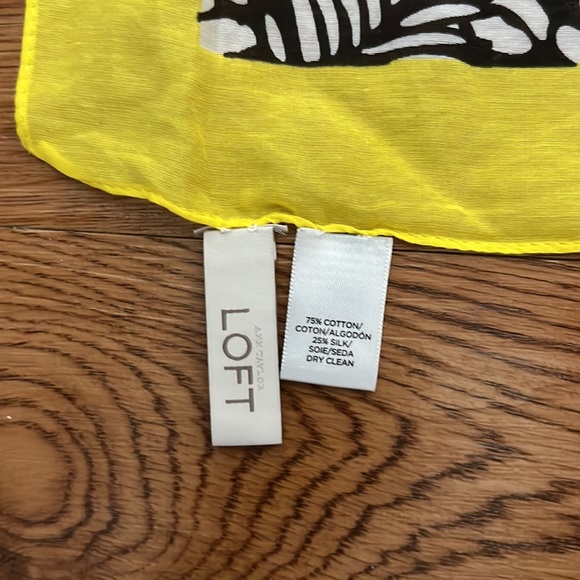 ANN TAYLOR
LOFT
75% COTTON/
COTON/ALGODÓN
25% SILK/
SOIE/SEDA
DRY CLEAN